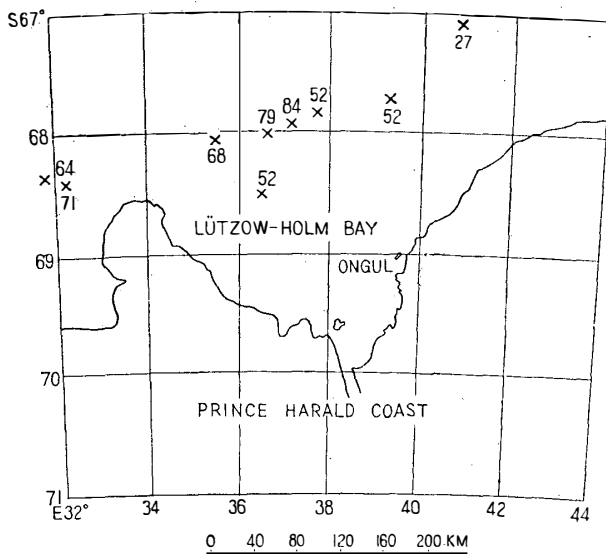 S67°
27
52
84
79
52
68
68
64
71
52
LÜTZOW-HOLM BAY
69
ONGUL
70
PRINCE HARALD COAST
71
E32° 34 36 38 40 42 44
0 40 80 120 160 200 KM